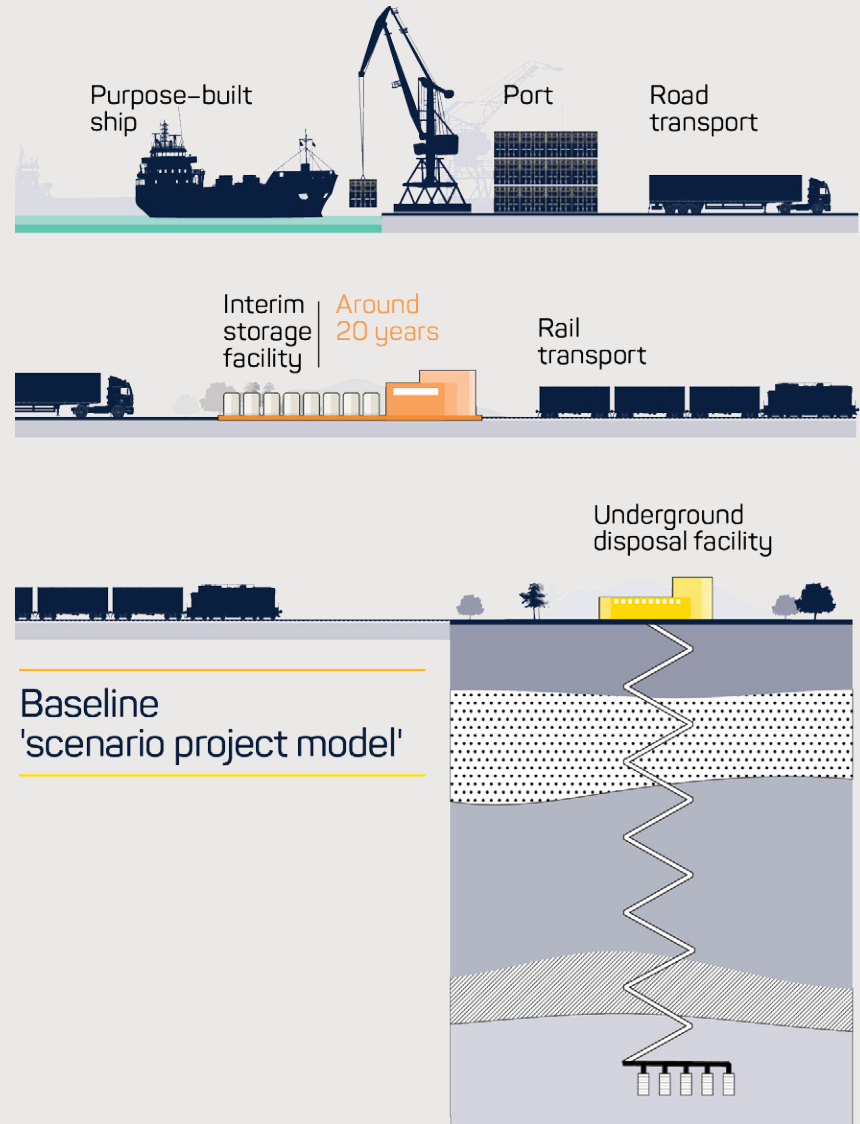 Purpose–built
ship
Port
Road
transport
Interim
storage
facility
Around
20 years
Rail
transport
Underground
disposal facility
Baseline
'scenario project model'